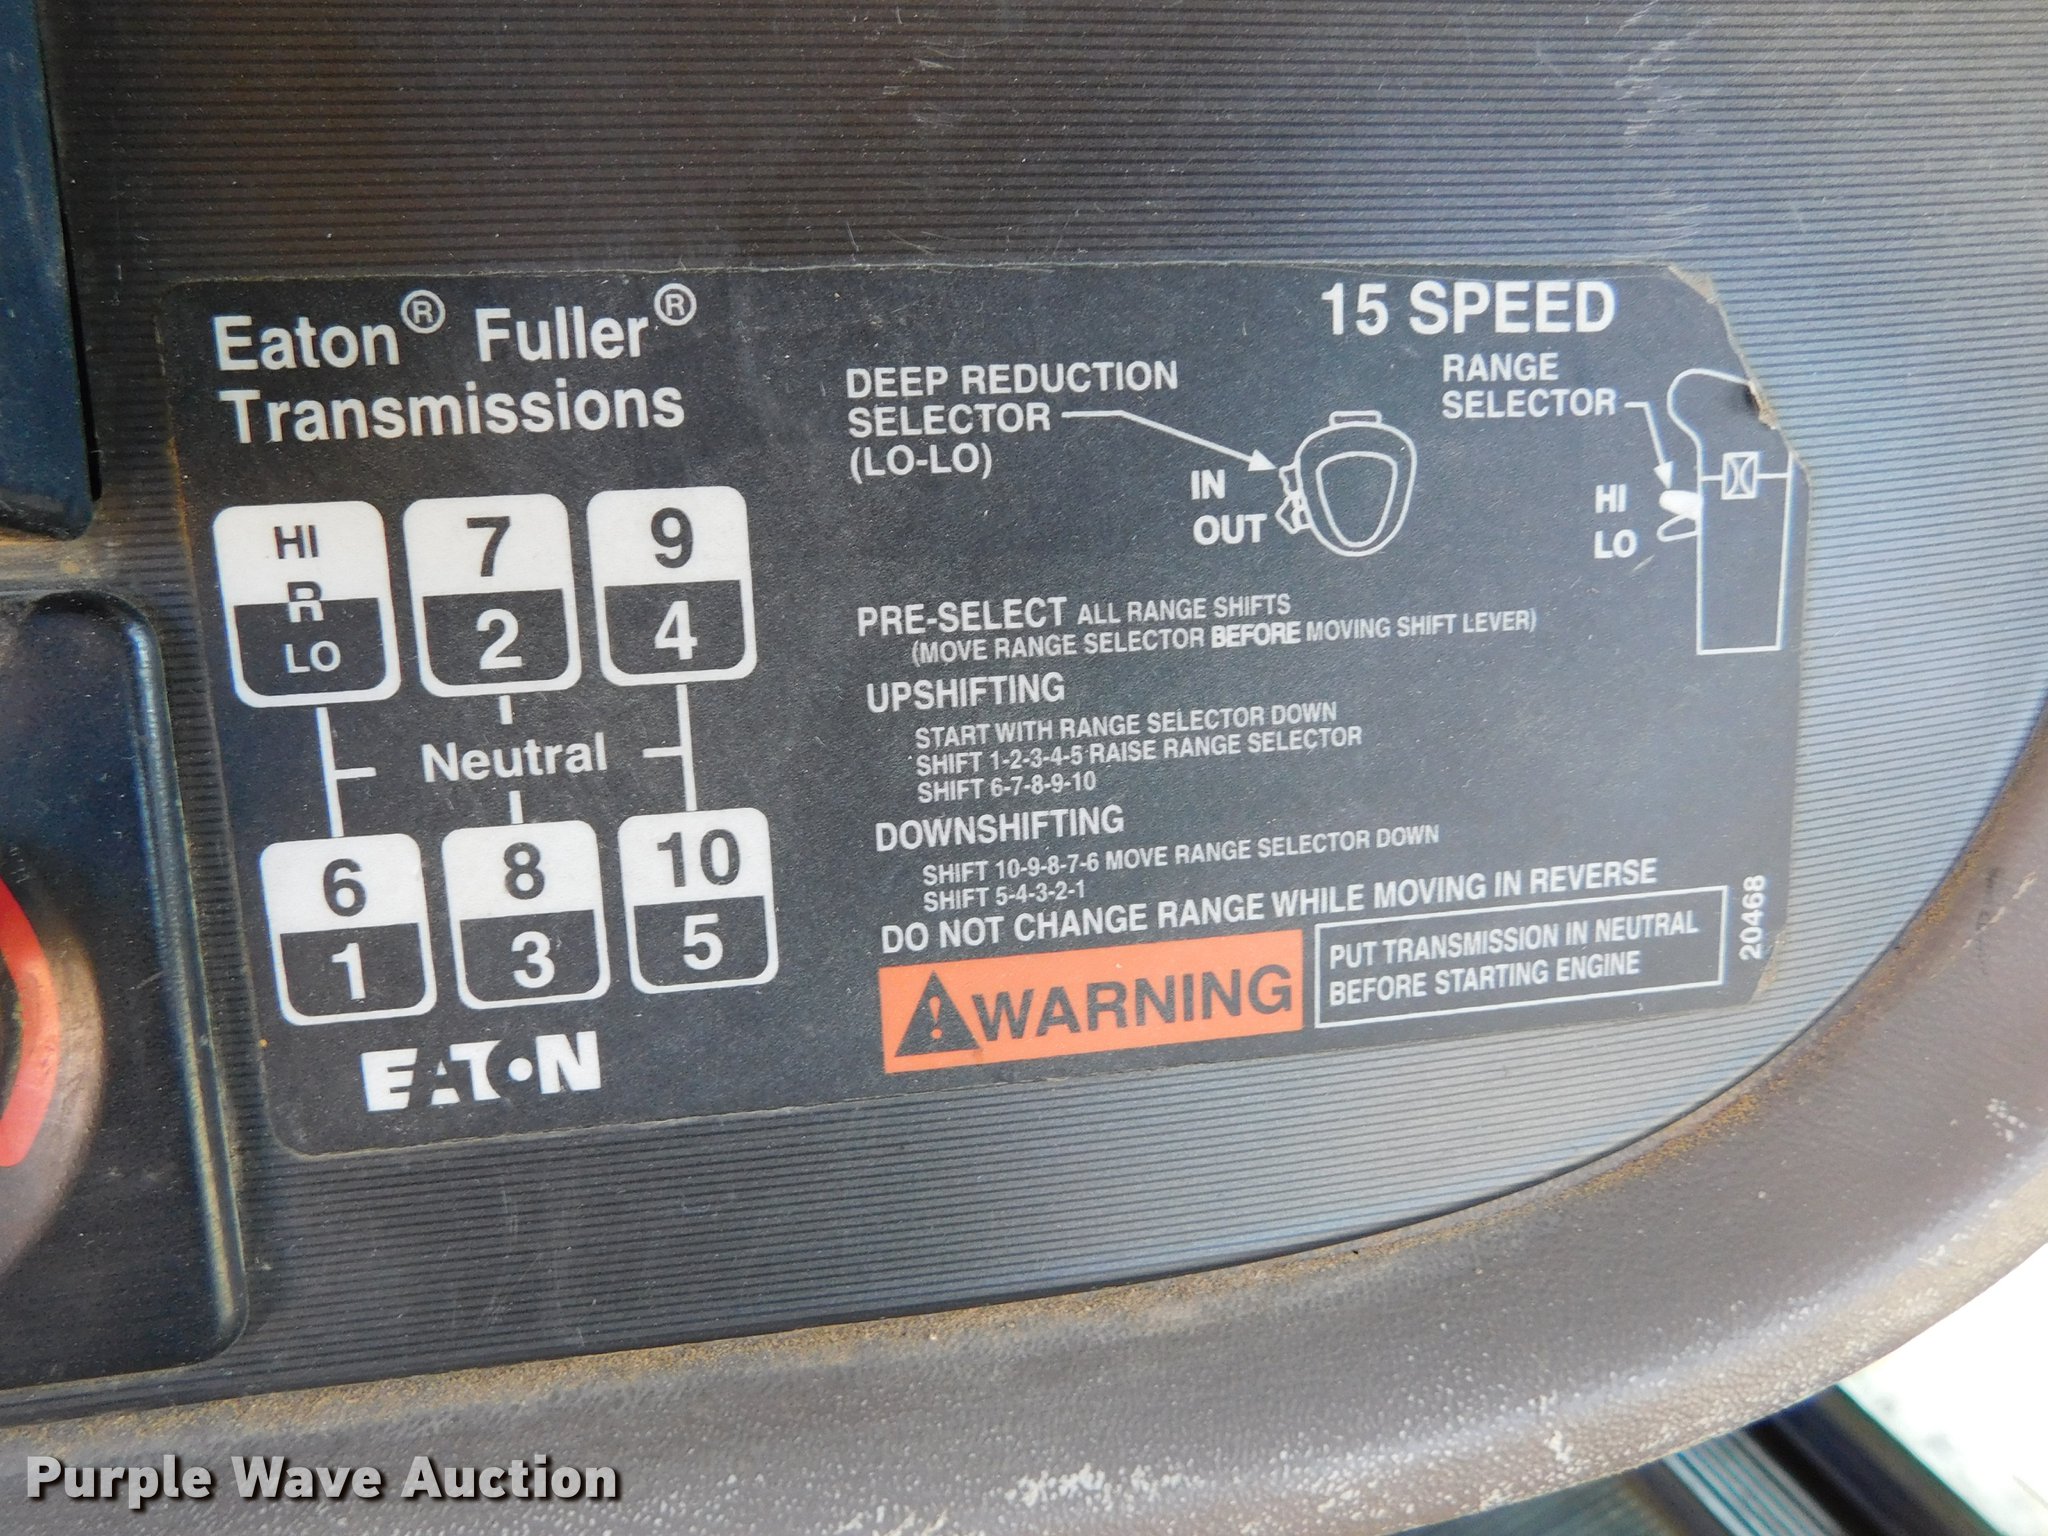 Eaton® Fuller®
Transmissions
HI
R
LO
7
2
9
4
Neutral
6
1
8
3
10
5
EATON
15 SPEED
DEEP REDUCTION
SELECTOR
(LO-LO)
IN
OUT
RANGE
SELECTOR
HI
LO
PRE-SELECT ALL RANGE SHIFTS
(MOVE RANGE SELECTOR BEFORE MOVING SHIFT LEVER)
UPSHIFTING
START WITH RANGE SELECTOR DOWN
SHIFT 1-2-3-4-5 RAISE RANGE SELECTOR
SHIFT 6-7-8-9-10
DOWNSHIFTING
SHIFT 10-9-8-7-6 MOVE RANGE SELECTOR DOWN
SHIFT 5-4-3-2-1
DO NOT CHANGE RANGE WHILE MOVING IN REVERSE
WARNING
PUT TRANSMISSION IN NEUTRAL
BEFORE STARTING ENGINE
20468
Purple Wave Auction